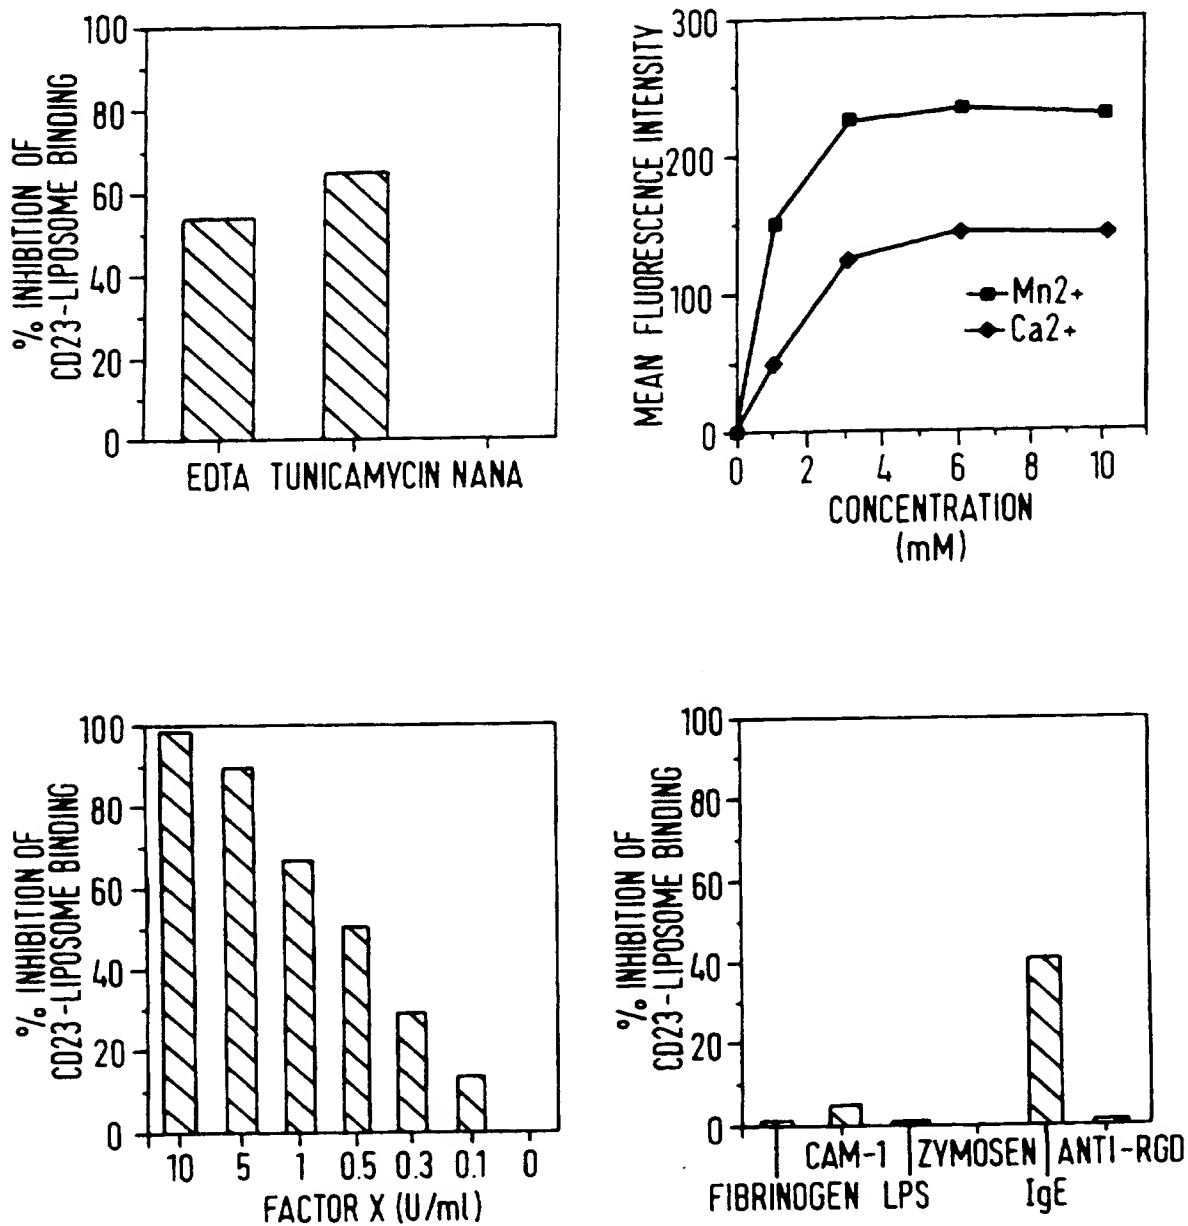 % INHIBITION OF
CD23-LIPOSOME BINDING
100
80
60
40
20
0
EDTA TUNICAMYCIN NANA
MEAN FLUORESCENCE INTENSITY
300
200
100
0
Mn2+
Ca2+
0 2 4 6 8 10
CONCENTRATION
(mM)
% INHIBITION OF
CD23-LIPOSOME BINDING
100
80
60
40
20
0
10 5 1 0.5 0.3 0.1 0
FACTOR X (U/ml)
% INHIBITION OF
CD23-LIPOSOME BINDING
100
80
60
40
20
0
CAM-1 ZYMOSEN ANTI-RGD
FIBRINOGEN LPS IgE